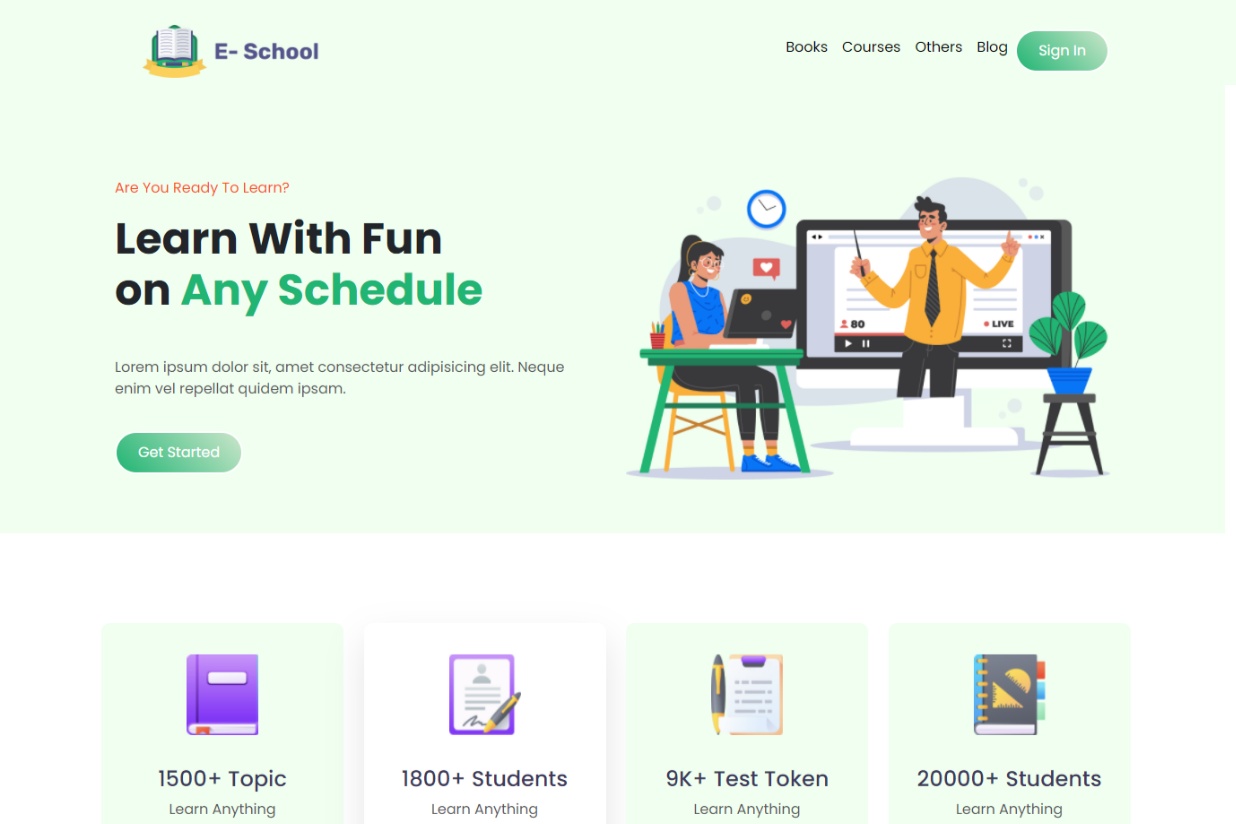 E- School
Books Courses Others Blog Sign In
Are You Ready To Learn?
Learn With Fun
on Any Schedule
Lorem ipsum dolor sit, amet consectetur adipisicing elit. Neque
enim vel repellat quidem ipsam.
Get Started
80
LIVE
1500+ Topic
Learn Anything
1800+ Students
Learn Anything
9K+ Test Token
Learn Anything
20000+ Students
Learn Anything